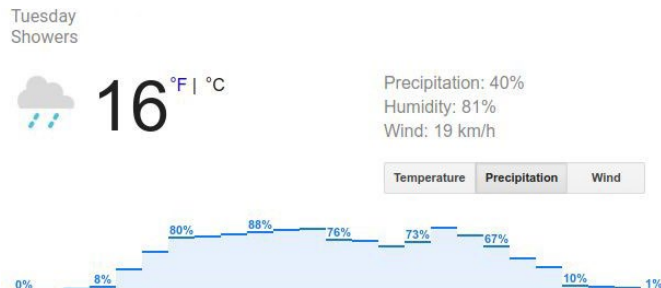 Tuesday
Showers
16 °F | °C
Precipitation: 40%
Humidity: 81%
Wind: 19 km/h
Temperature Precipitation Wind
0% 8% 80% 88% 76% 73% 67% 10% 1%